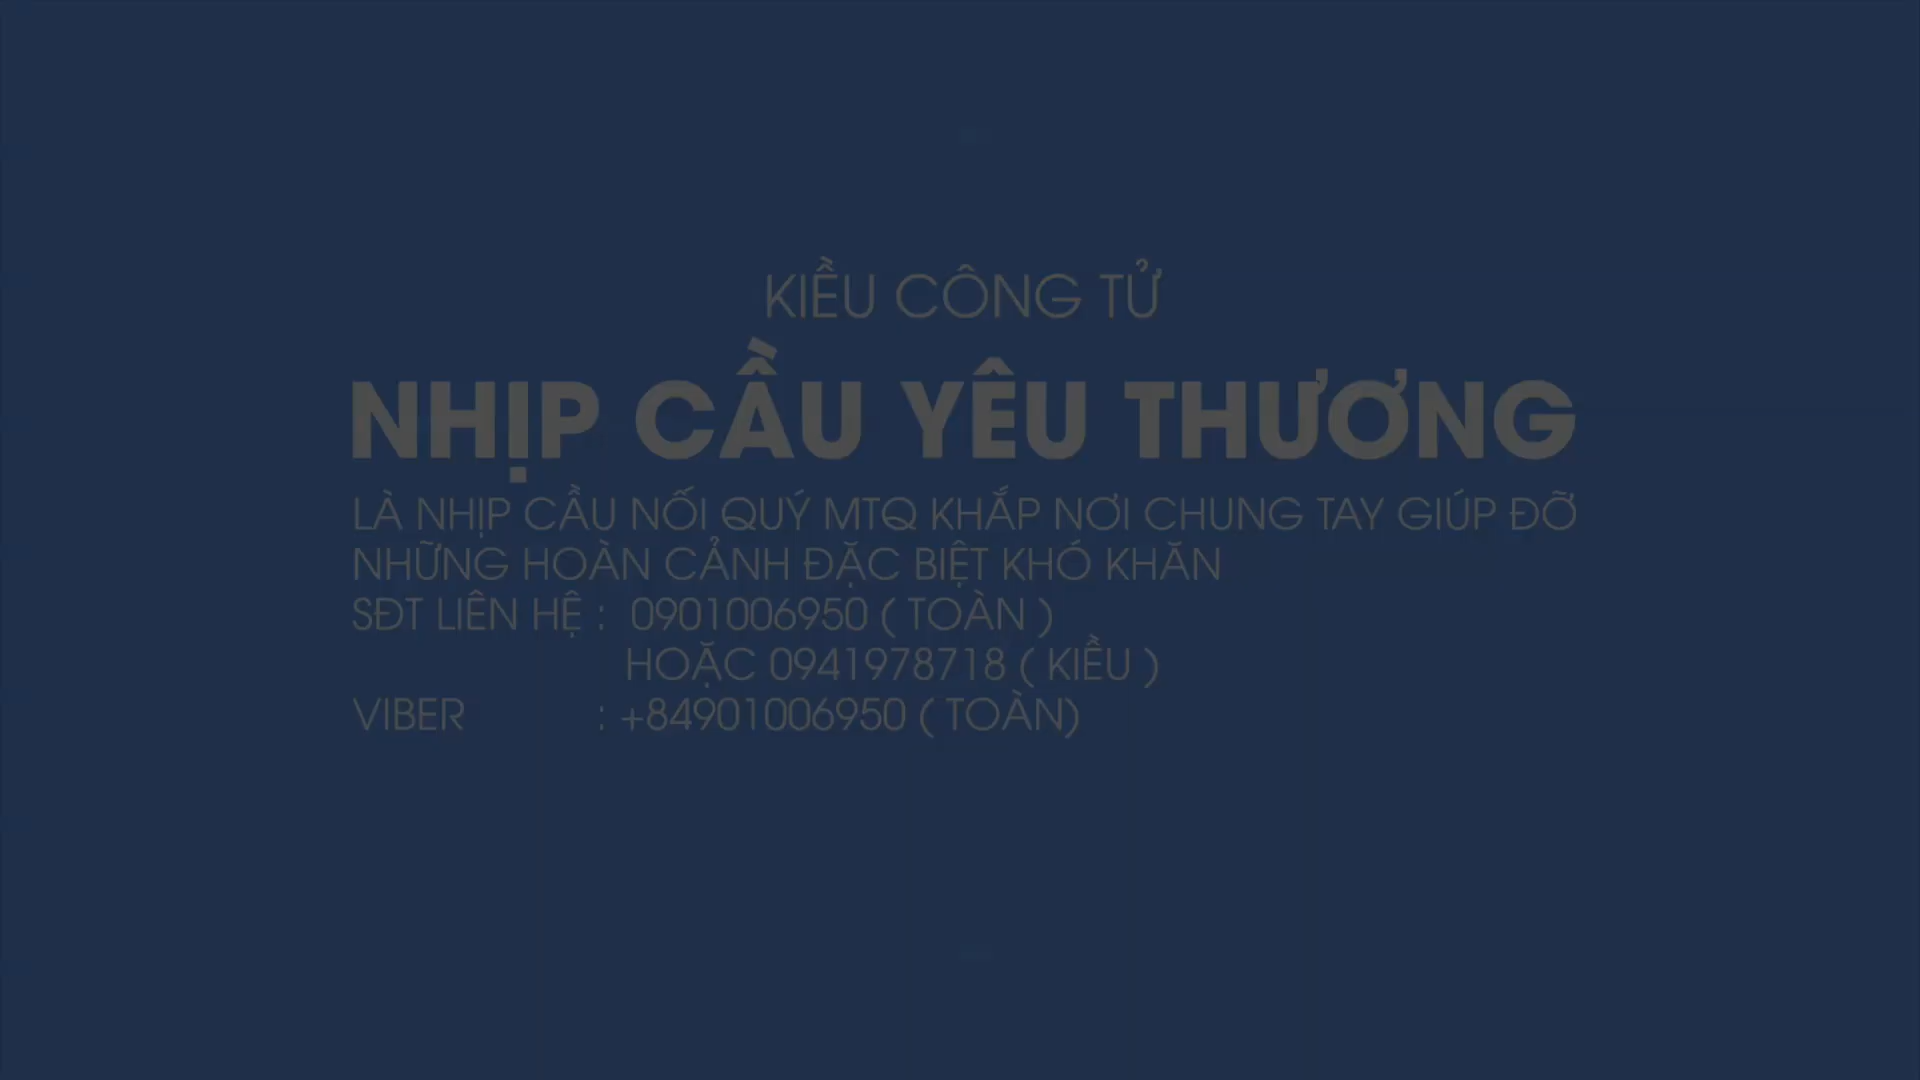 KIỀU CÔNG TỬ
NHỊP CẦU YÊU THƯƠNG
LÀ NHỊP CẦU NỐI QUÝ MTQ KHẮP NƠI CHUNG TAY GIÚP ĐỠ
NHỮNG HOÀN CẢNH ĐẶC BIỆT KHÓ KHĂN
SĐT LIÊN HỆ : 0901006950 ( TOÀN )
HOẶC 0941978718 ( KIỀU )
VIBER : +84901006950 ( TOÀN)